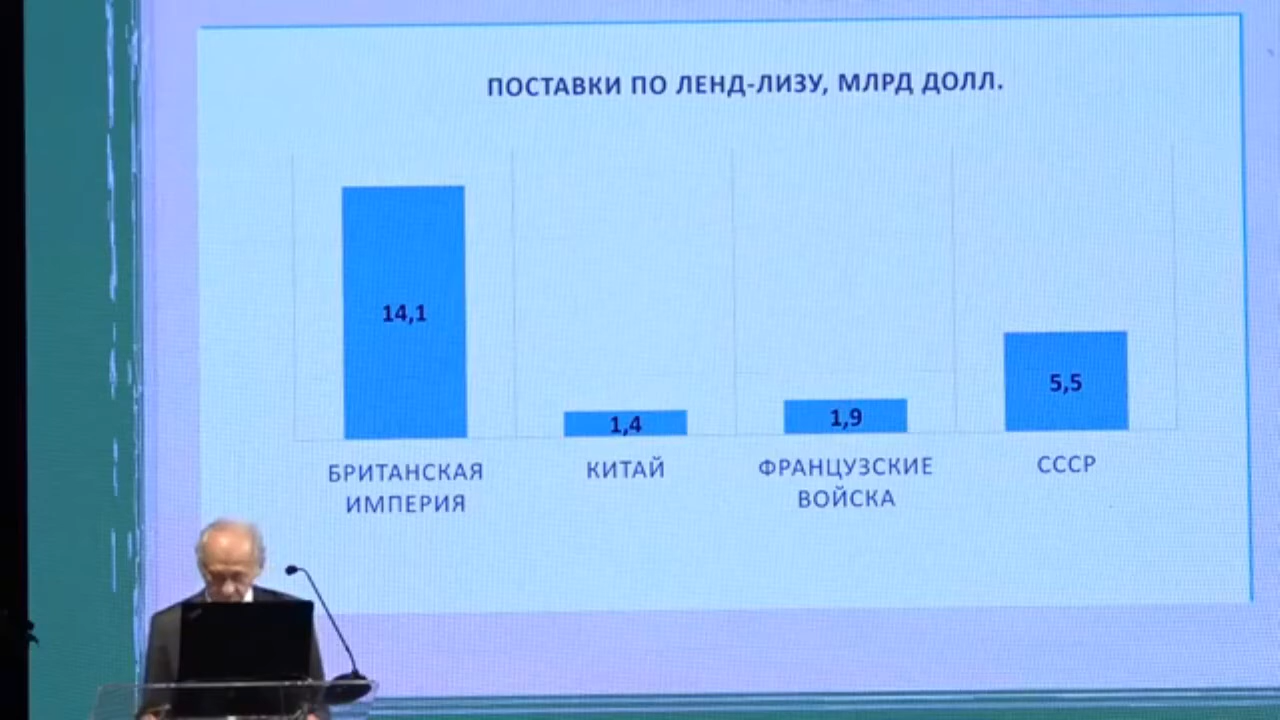 ПОСТАВКИ ПО ЛЕНД-ЛИЗУ, МЛРД ДОЛЛ.
14,1
1,4
1,9
5,5
БРИТАНСКАЯ
ИМПЕРИЯ
КИТАЙ
ФРАНЦУЗСКИЕ
ВОЙСКА
СССР